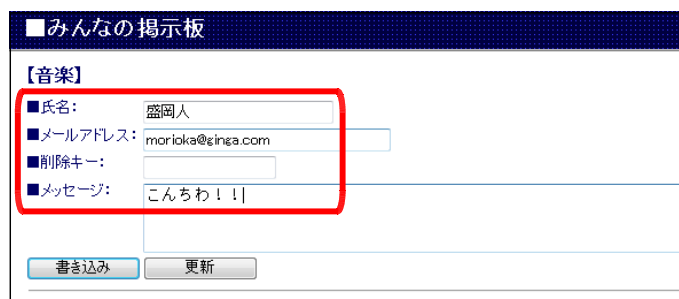 ■みんなの掲示板
【音楽】
■氏名: 盛岡人
■メールアドレス: morioka@ginga.com
■削除キー:
■メッセージ: こんちわ！！
書き込み 更新